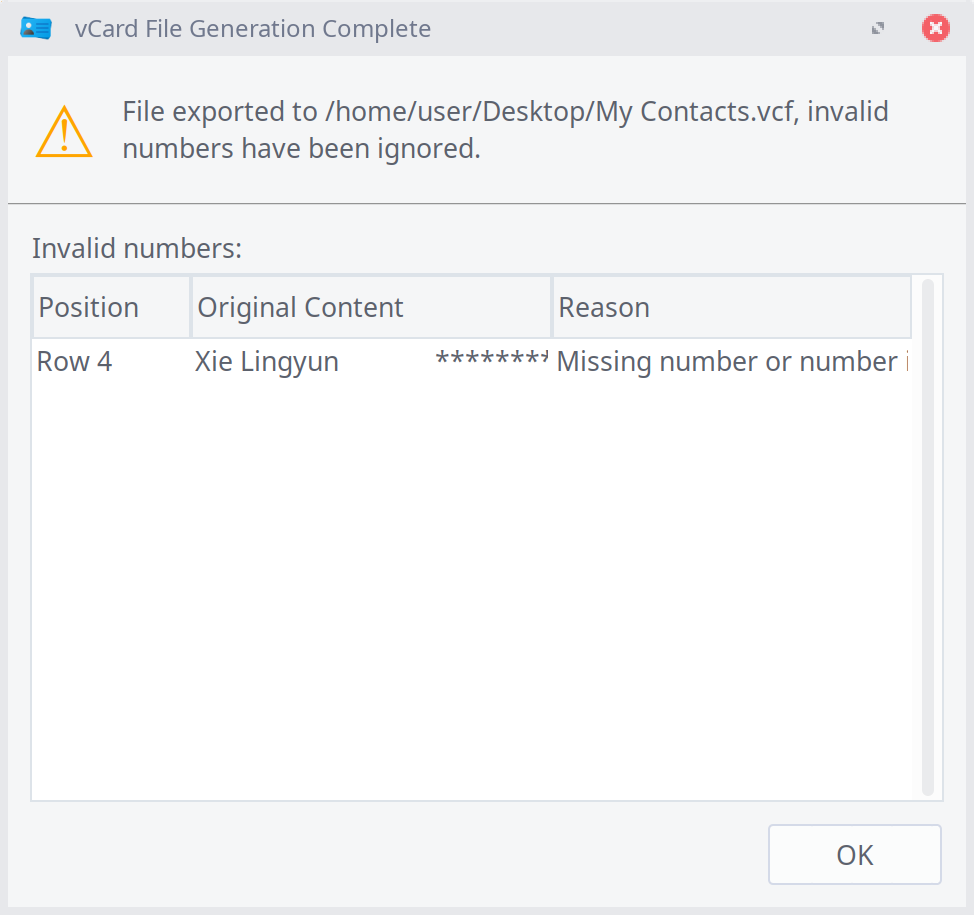 vCard File Generation Complete
File exported to /home/user/Desktop/My Contacts.vcf, invalid
numbers have been ignored.
Invalid numbers:
Position Original Content Reason
Row 4 Xie Lingyun ******** Missing number or number
OK